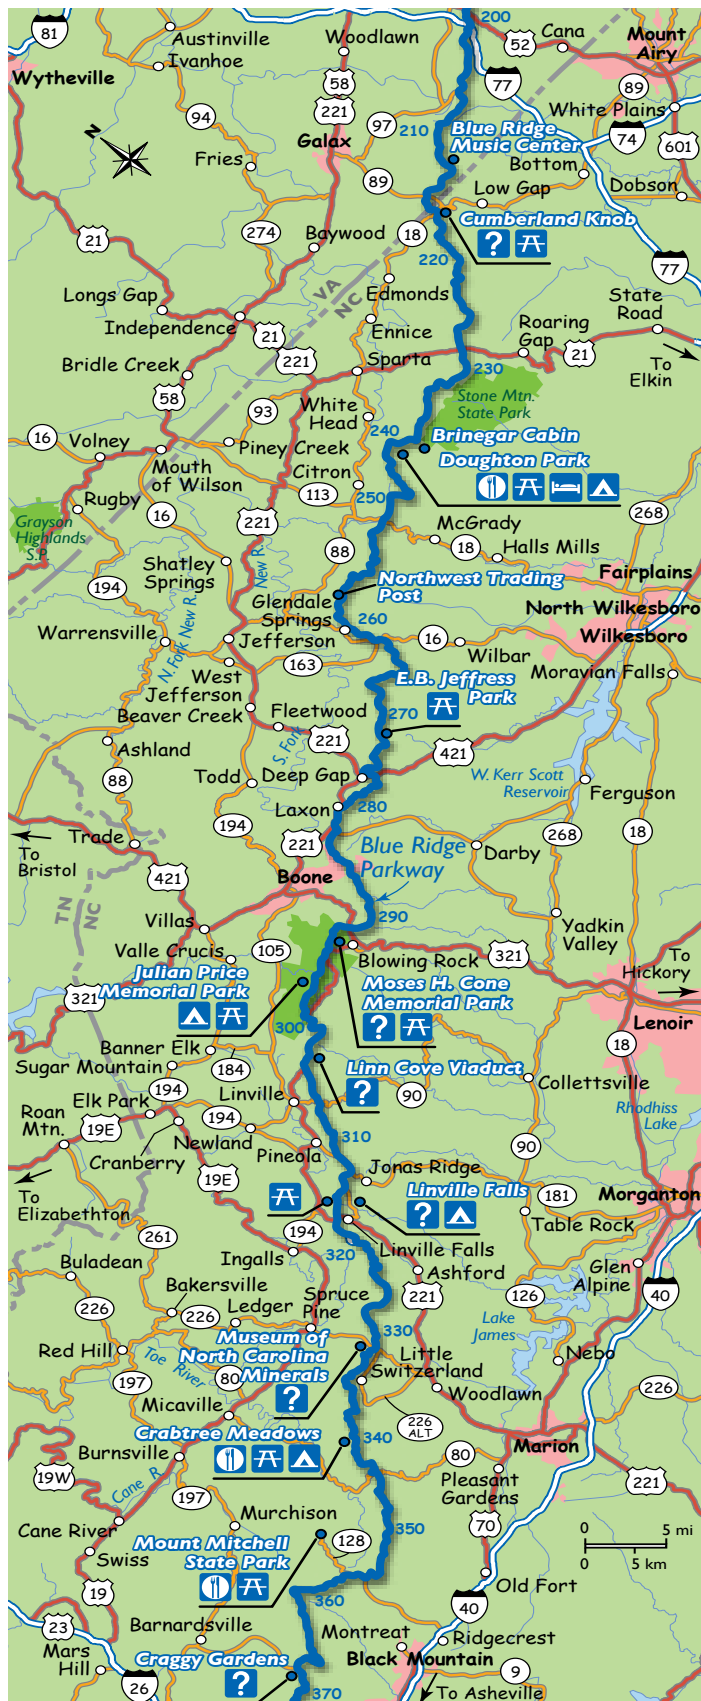 200
81
Austinville
Woodlawn
52
Cana
Mount
Airy
Ivanhoe
Wytheville
58
77
89
221
White Plains
94
97
210
74
Galax
Blue Ridge
Music Center
601
N
Fries
Bottom
89
Low Gap
Dobson
Cumberland Knob
?
274
18
21
Baywood
220
77
VA
NC
Edmonds
Longs Gap
State
Road
Independence
Ennice
Roaring
Gap
21
21
221
Sparta
To
Elkin
Bridle Creek
230
58
Stone Mtn.
State Park
93
White
Head
240
Brinegar Cabin
16
Volney
Piney Creek
Doughton Park
Mouth
of Wilson
Citron
113
250
Rugby
16
221
268
Grayson
Highlands
S.P.
McGrady
18
Halls Mills
88
New R.
Shatley
Springs
Fairplains
194
Northwest Trading
Post
Glendale
Springs
North Wilkesboro
N. Fork New R.
260
Warrensville
Jefferson
16
Wilkesboro
163
Wilbar
West
Jefferson
E.B. Jeffress
Park
Moravian Falls
Beaver Creek
Fleetwood
270
Ashland
S. Fork
221
421
88
Todd
Deep Gap
W. Kerr Scott
Reservoir
Ferguson
Laxon
280
194
268
18
To
Bristol
Trade
221
Blue Ridge
Parkway
Darby
421
Boone
TN
NC
290
Villas
Yadkin
Valley
105
Valle Crucis
Blowing Rock
321
To
Hickory
Julian Price
Memorial Park
Moses H. Cone
Memorial Park
?
321
300
Lenoir
18
Banner Elk
184
Sugar Mountain
Linn Cove Viaduct
?
Collettsville
194
Linville
90
Elk Park
Roan
Mtn.
19E
194
Rhodhiss
Lake
Newland
310
Cranberry
Pineola
90
19E
Jonas Ridge
To
Elizabethton
Linville Falls
?
181
Morganton
Table Rock
194
261
320
Linville Falls
Ingalls
Buladean
Ashford
Glen
Alpine
Bakersville
221
126
40
226
226
Ledger
Spruce
Pine
Lake
James
330
Museum of
North Carolina
Minerals
?
Red Hill
Toe River
Little
Switzerland
Nebo
197
80
Woodlawn
226
Micaville
226
ALT
Crabtree Meadows
340
Marion
Burnsville
80
19W
Cane R.
Pleasant
Gardens
221
197
Murchison
350
70
Cane River
Mount Mitchell
State Park
128
0
5 mi
Swiss
0
5 km
19
360
Old Fort
40
23
Barnardsville
Montreat
Ridgecrest
Mars
Hill
Craggy Gardens
?
Black Mountain
26
9
370
To Asheville